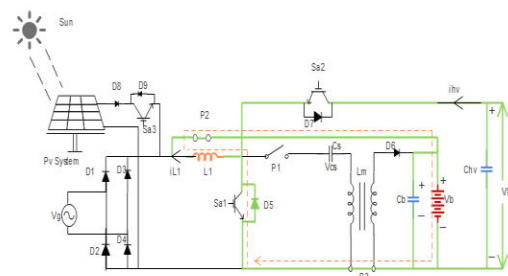 Sun
Sa2
D8
D9
ihv
+
Sa3
P2
D7
Pv System
Cs
D6
D1
D3
iL1
L1
P1
Vcs
Lm
Chv
Sa1
D5
Cb
+
−
+
Vb
−
Vg
D2
D4
−